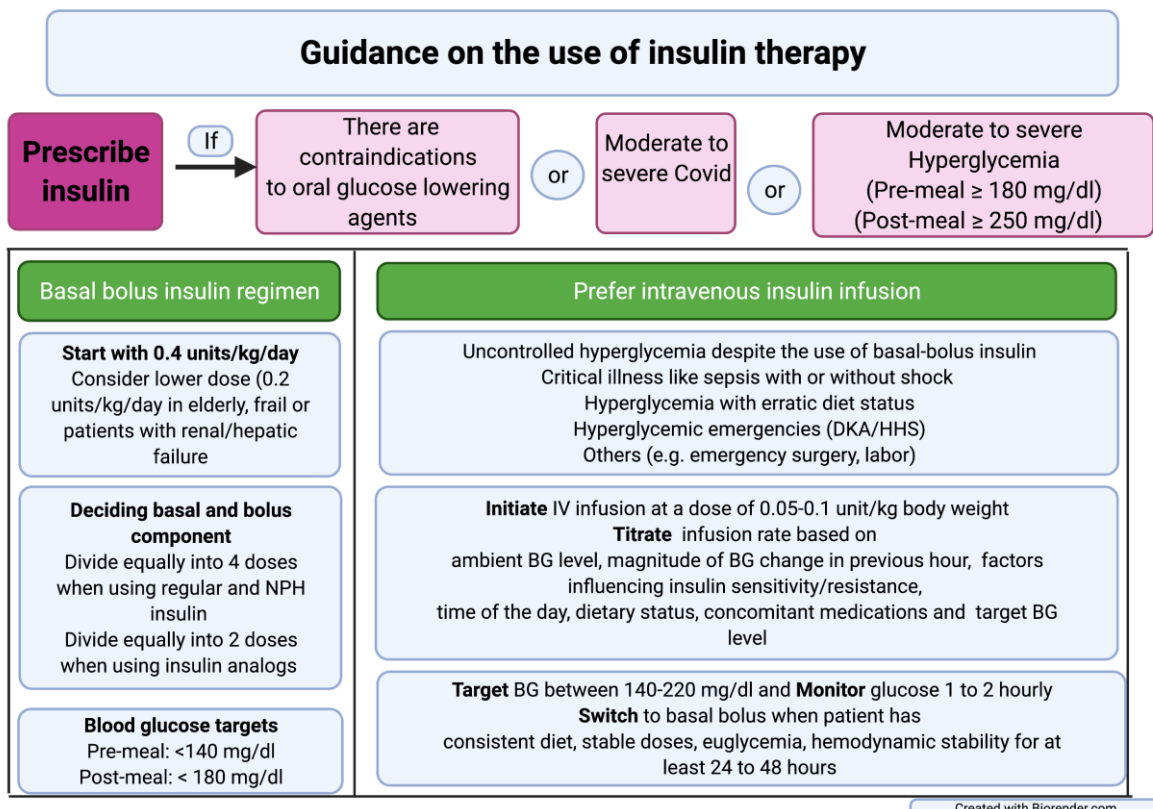 Guidance on the use of insulin therapy
Prescribe
insulin
If
There are
contraindications
to oral glucose lowering
agents
or
Moderate to
severe Covid
or
Moderate to severe
Hyperglycemia
(Pre-meal ≥ 180 mg/dl)
(Post-meal ≥ 250 mg/dl)
Basal bolus insulin regimen
Start with 0.4 units/kg/day
Consider lower dose (0.2
units/kg/day in elderly, frail or
patients with renal/hepatic
failure
Deciding basal and bolus
component
Divide equally into 4 doses
when using regular and NPH
insulin
Divide equally into 2 doses
when using insulin analogs
Blood glucose targets
Pre-meal: <140 mg/dl
Post-meal: < 180 mg/dl
Prefer intravenous insulin infusion
Uncontrolled hyperglycemia despite the use of basal-bolus insulin
Critical illness like sepsis with or without shock
Hyperglycemia with erratic diet status
Hyperglycemic emergencies (DKA/HHS)
Others (e.g. emergency surgery, labor)
Initiate IV infusion at a dose of 0.05-0.1 unit/kg body weight
Titrate infusion rate based on
ambient BG level, magnitude of BG change in previous hour, factors
influencing insulin sensitivity/resistance,
time of the day, dietary status, concomitant medications and target BG
level
Target BG between 140-220 mg/dl and Monitor glucose 1 to 2 hourly
Switch to basal bolus when patient has
consistent diet, stable doses, euglycemia, hemodynamic stability for at
least 24 to 48 hours
Created with Biorender.com